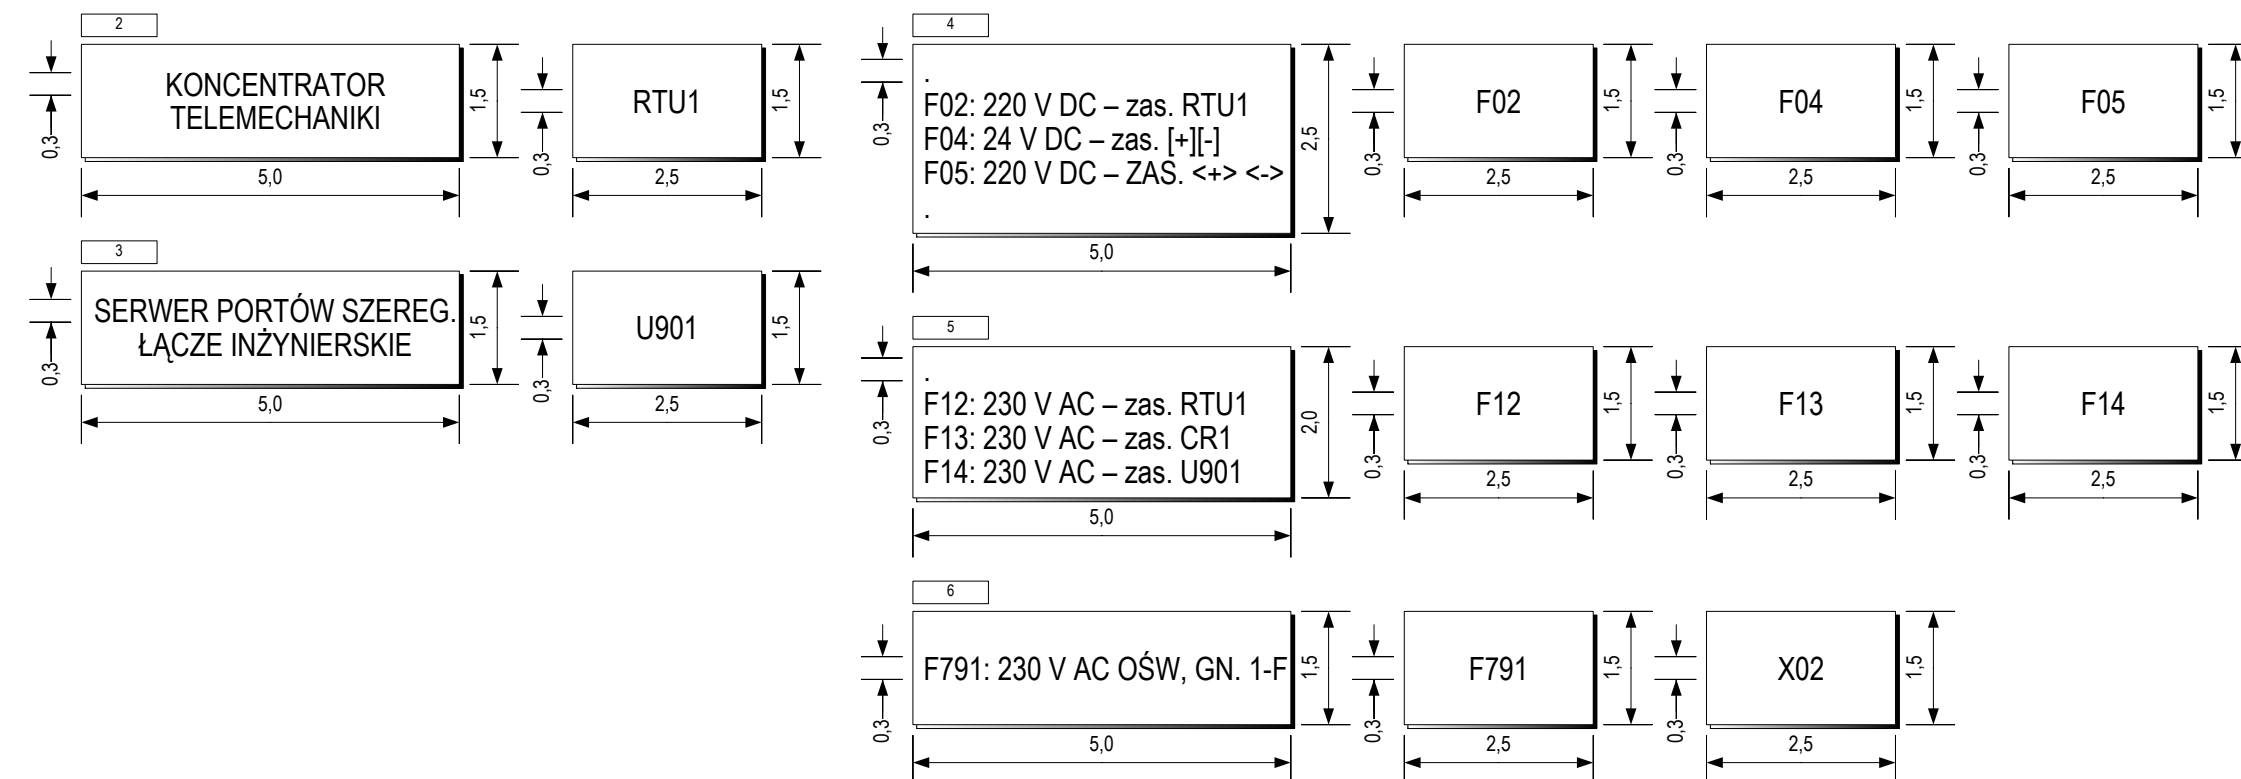 2
KONCENTRATOR
TELEMECHANIKI
0,3
1,5
5,0
RTU1
0,3
1,5
2,5
3
SERWER PORTÓW SZEREG.
ŁĄCZE INŻYNIERSKIE
0,3
1,5
5,0
U901
0,3
1,5
2,5
4
.
F02: 220 V DC – zas. RTU1
F04: 24 V DC – zas. [+][-]
F05: 220 V DC – ZAS. <+> <->
.
0,3
2,5
5,0
F02
0,3
1,5
2,5
F04
0,3
1,5
2,5
F05
0,3
1,5
2,5
5
.
F12: 230 V AC – zas. RTU1
F13: 230 V AC – zas. CR1
F14: 230 V AC – zas. U901
0,3
2,0
5,0
F12
0,3
1,5
2,5
F13
0,3
1,5
2,5
F14
0,3
1,5
2,5
6
F791: 230 V AC OŚW, GN. 1-F
0,3
1,5
5,0
F791
0,3
1,5
2,5
X02
0,3
1,5
2,5